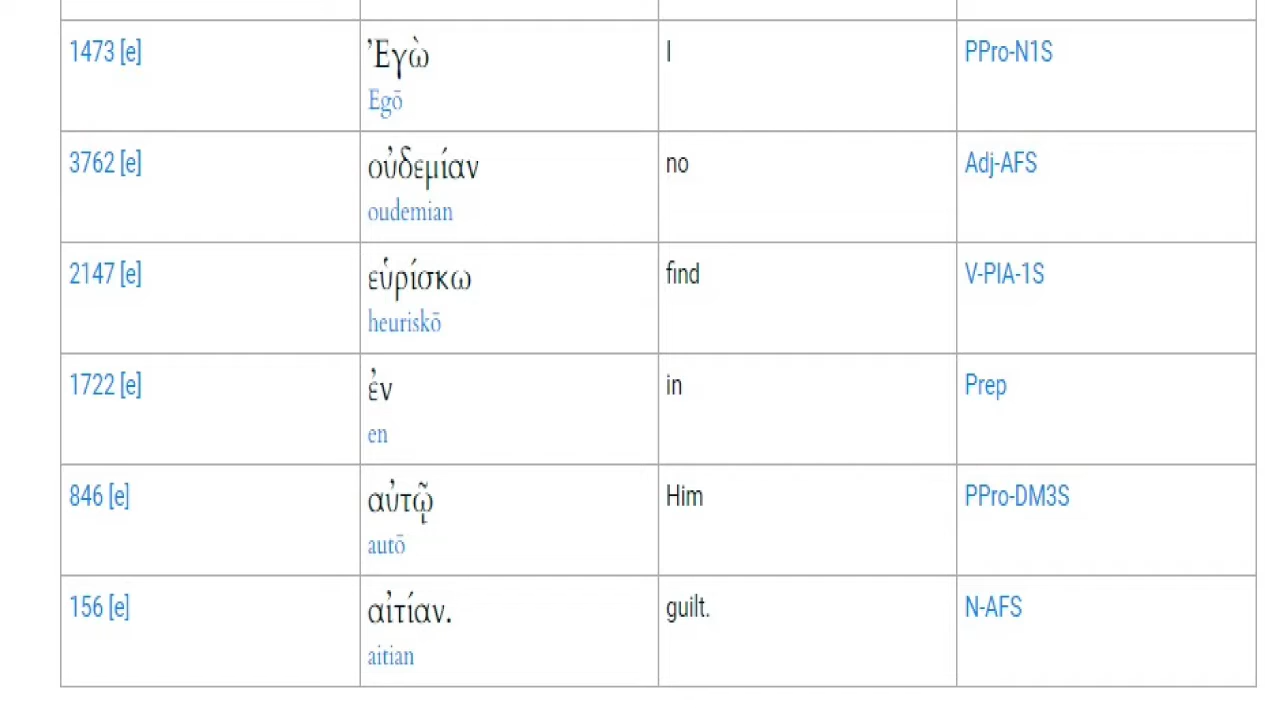 1473 [e] Ἐγὼ I PPro-N1S
Egō
3762 [e] οὐδεμίαν no Adj-AFS
oudemian
2147 [e] εὑρίσκω find V-PIA-1S
heuriskō
1722 [e] ἐν in Prep
en
846 [e] αὐτῷ Him PPro-DM3S
autō
156 [e] αἰτίαν. guilt. N-AFS
aitian